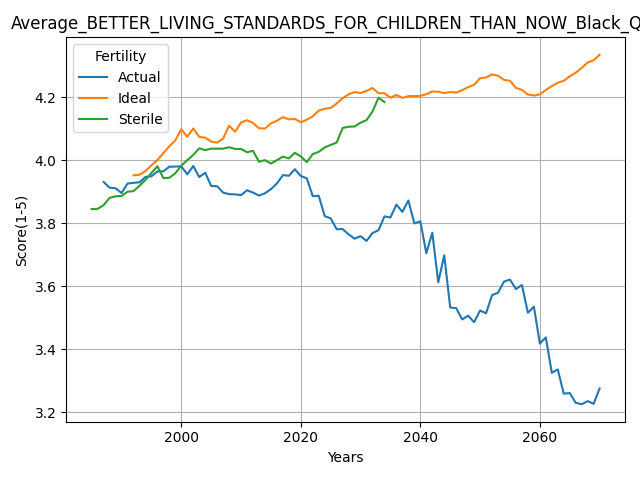 Average_BETTER_LIVING_STANDARDS_FOR_CHILDREN_THAN_NOW_Black_Q
Fertility
Actual
Ideal
Sterile
Score(1-5)
4.2
4.0
3.8
3.6
3.4
3.2
2000 2020 2040 2060
Years